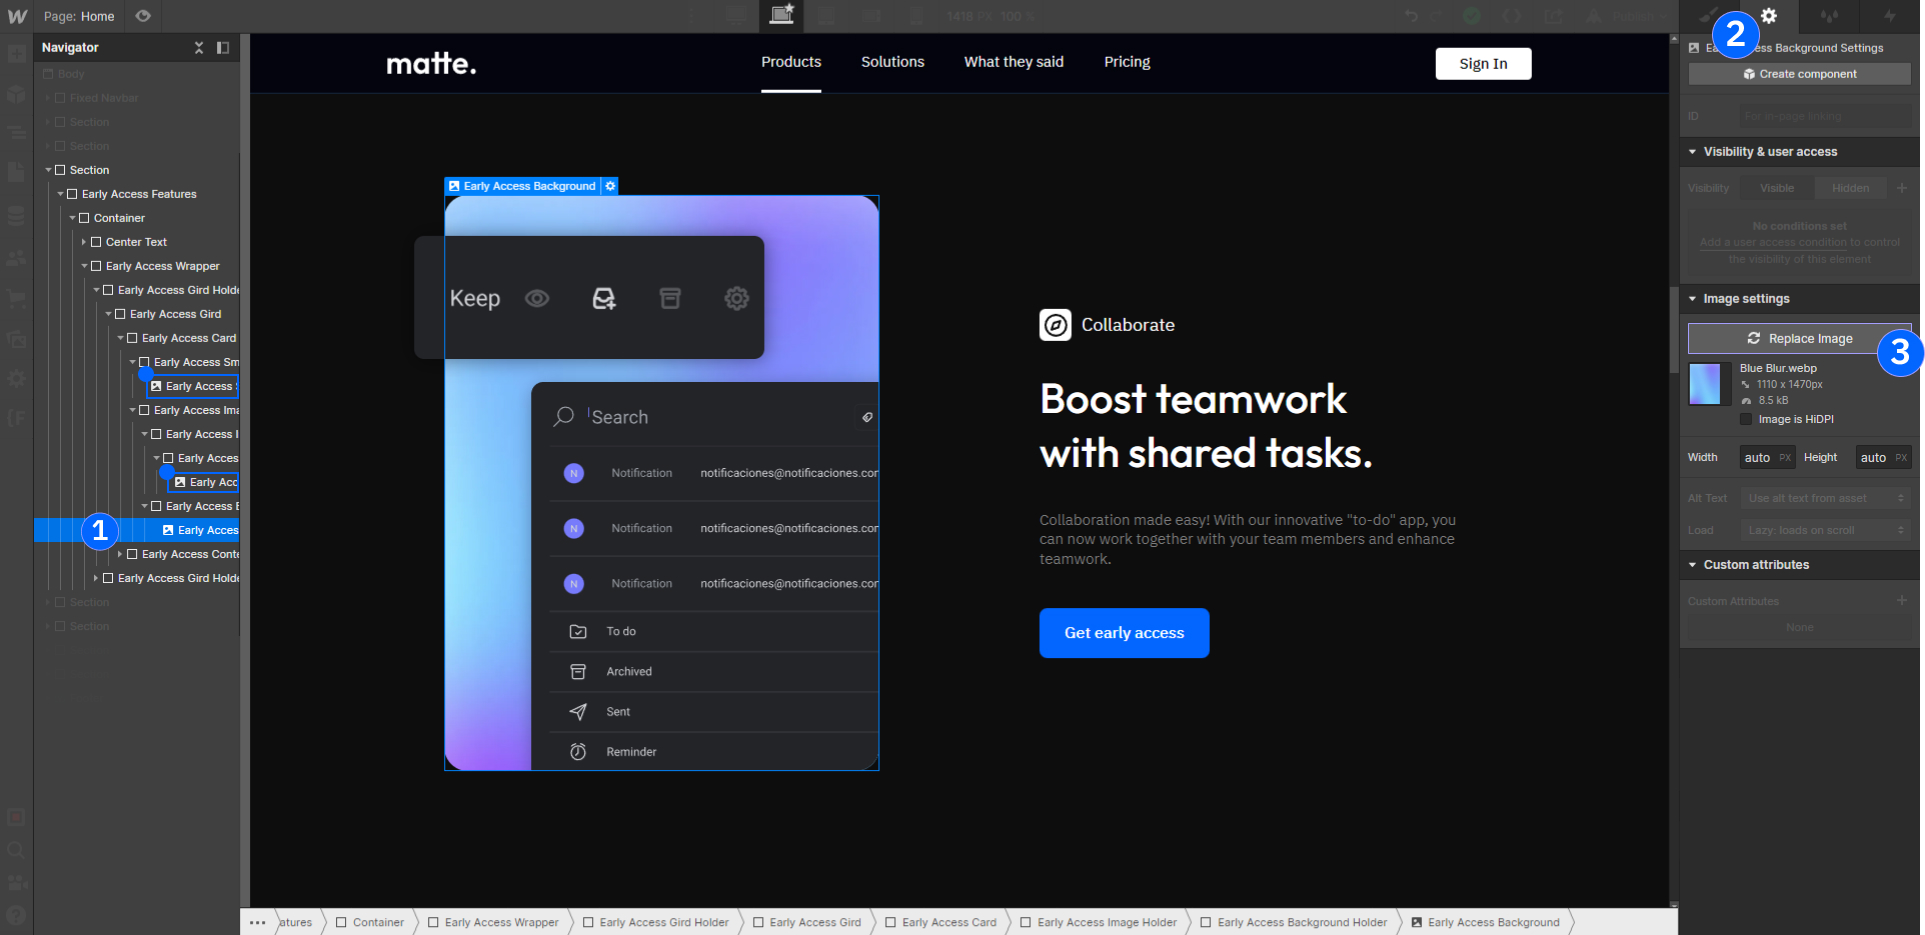 Page: Home
1418 PX 100 %
Publish
Navigator
Body
Fixed Navbar
Section
Section
Section
Early Access Features
Container
Center Text
Early Access Wrapper
Early Access Gird Holde
Early Access Gird
Early Access Card
Early Access Sm
Early Access
Early Access Ima
Early Access I
Early Acces
Early Acc
Early Access E
1
Early Acces
Early Access Conte
Early Access Gird Holde
Section
Section
matte.
Products
Solutions
What they said
Pricing
Sign In
Early Access Background
Keep
Search
N Notification notificaciones@notificaciones.cor
N Notification notificaciones@notificaciones.cor
N Notification notificaciones@notificaciones.cor
To do
Archived
Sent
Reminder
Collaborate
Boost teamwork
with shared tasks.
Collaboration made easy! With our innovative "to-do" app, you
can now work together with your team members and enhance
teamwork.
Get early access
2
Ea ess Background Settings
Create component
ID For in-page linking
Visibility & user access
Visibility Visible Hidden
No conditions set
Add a user access condition to control
the visibility of this element
Image settings
Replace Image
3
Blue Blur.webp
1110 x 1470px
8.5 kB
Image is HiDPI
Width auto PX Height auto PX
Alt Text Use alt text from asset
Load Lazy: loads on scroll
Custom attributes
Custom Attributes
None
atures
Container
Early Access Wrapper
Early Access Gird Holder
Early Access Gird
Early Access Card
Early Access Image Holder
Early Access Background Holder
Early Access Background